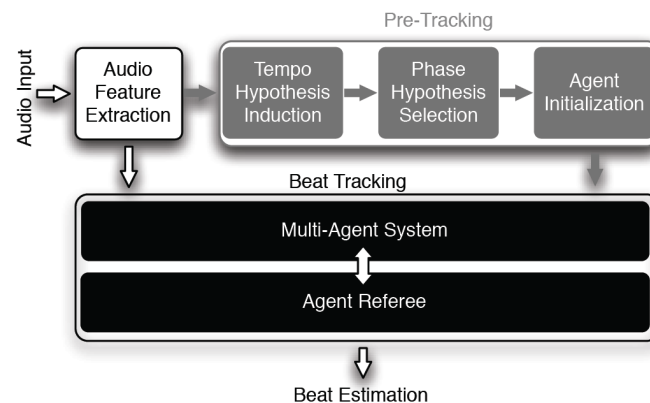 Pre-Tracking
Audio Input
Audio
Feature
Extraction
Tempo
Hypothesis
Induction
Phase
Hypothesis
Selection
Agent
Initialization
Beat Tracking
Multi-Agent System
Agent Referee
Beat Estimation